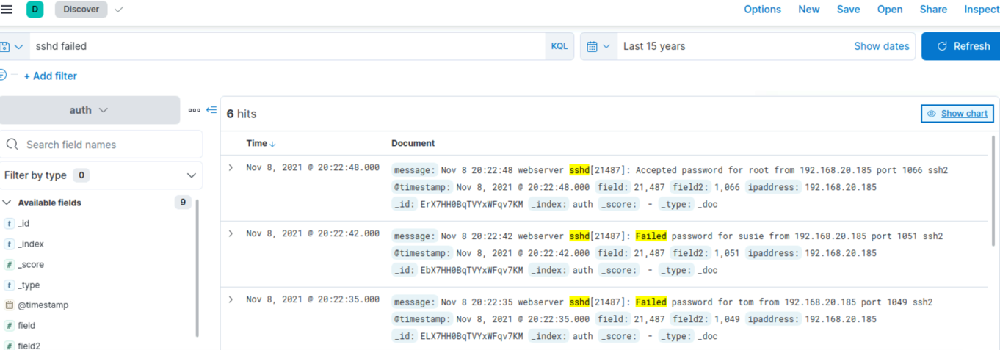 D Discover Options New Save Open Share Inspect
sshd failed KQL Last 15 years Show dates Refresh
+ Add filter
auth
6 hits Show chart
Search field names
Time Document
Filter by type 0
Nov 8, 2021 @ 20:22:48.000 message: Nov 8 20:22:48 webserver sshd[21487]: Accepted password for root from 192.168.20.185 port 1066 ssh2
@timestamp: Nov 8, 2021 @ 20:22:48.000 field: 21,487 field2: 1,066 ipaddress: 192.168.20.185
_id: ErX7HH0BqTVYxWFqv7KM _index: auth _score: - _type: _doc
Available fields 9
t _id
t _index
# _score
t _type
@timestamp
# field
# field2
Nov 8, 2021 @ 20:22:42.000 message: Nov 8 20:22:42 webserver sshd[21487]: Failed password for susie from 192.168.20.185 port 1051 ssh2
@timestamp: Nov 8, 2021 @ 20:22:42.000 field: 21,487 field2: 1,051 ipaddress: 192.168.20.185
_id: EbX7HH0BqTVYxWFqv7KM _index: auth _score: - _type: _doc
Nov 8, 2021 @ 20:22:35.000 message: Nov 8 20:22:35 webserver sshd[21487]: Failed password for tom from 192.168.20.185 port 1049 ssh2
@timestamp: Nov 8, 2021 @ 20:22:35.000 field: 21,487 field2: 1,049 ipaddress: 192.168.20.185
_id: ELX7HH0BqTVYxWFqv7KM _index: auth _score: - _type: _doc